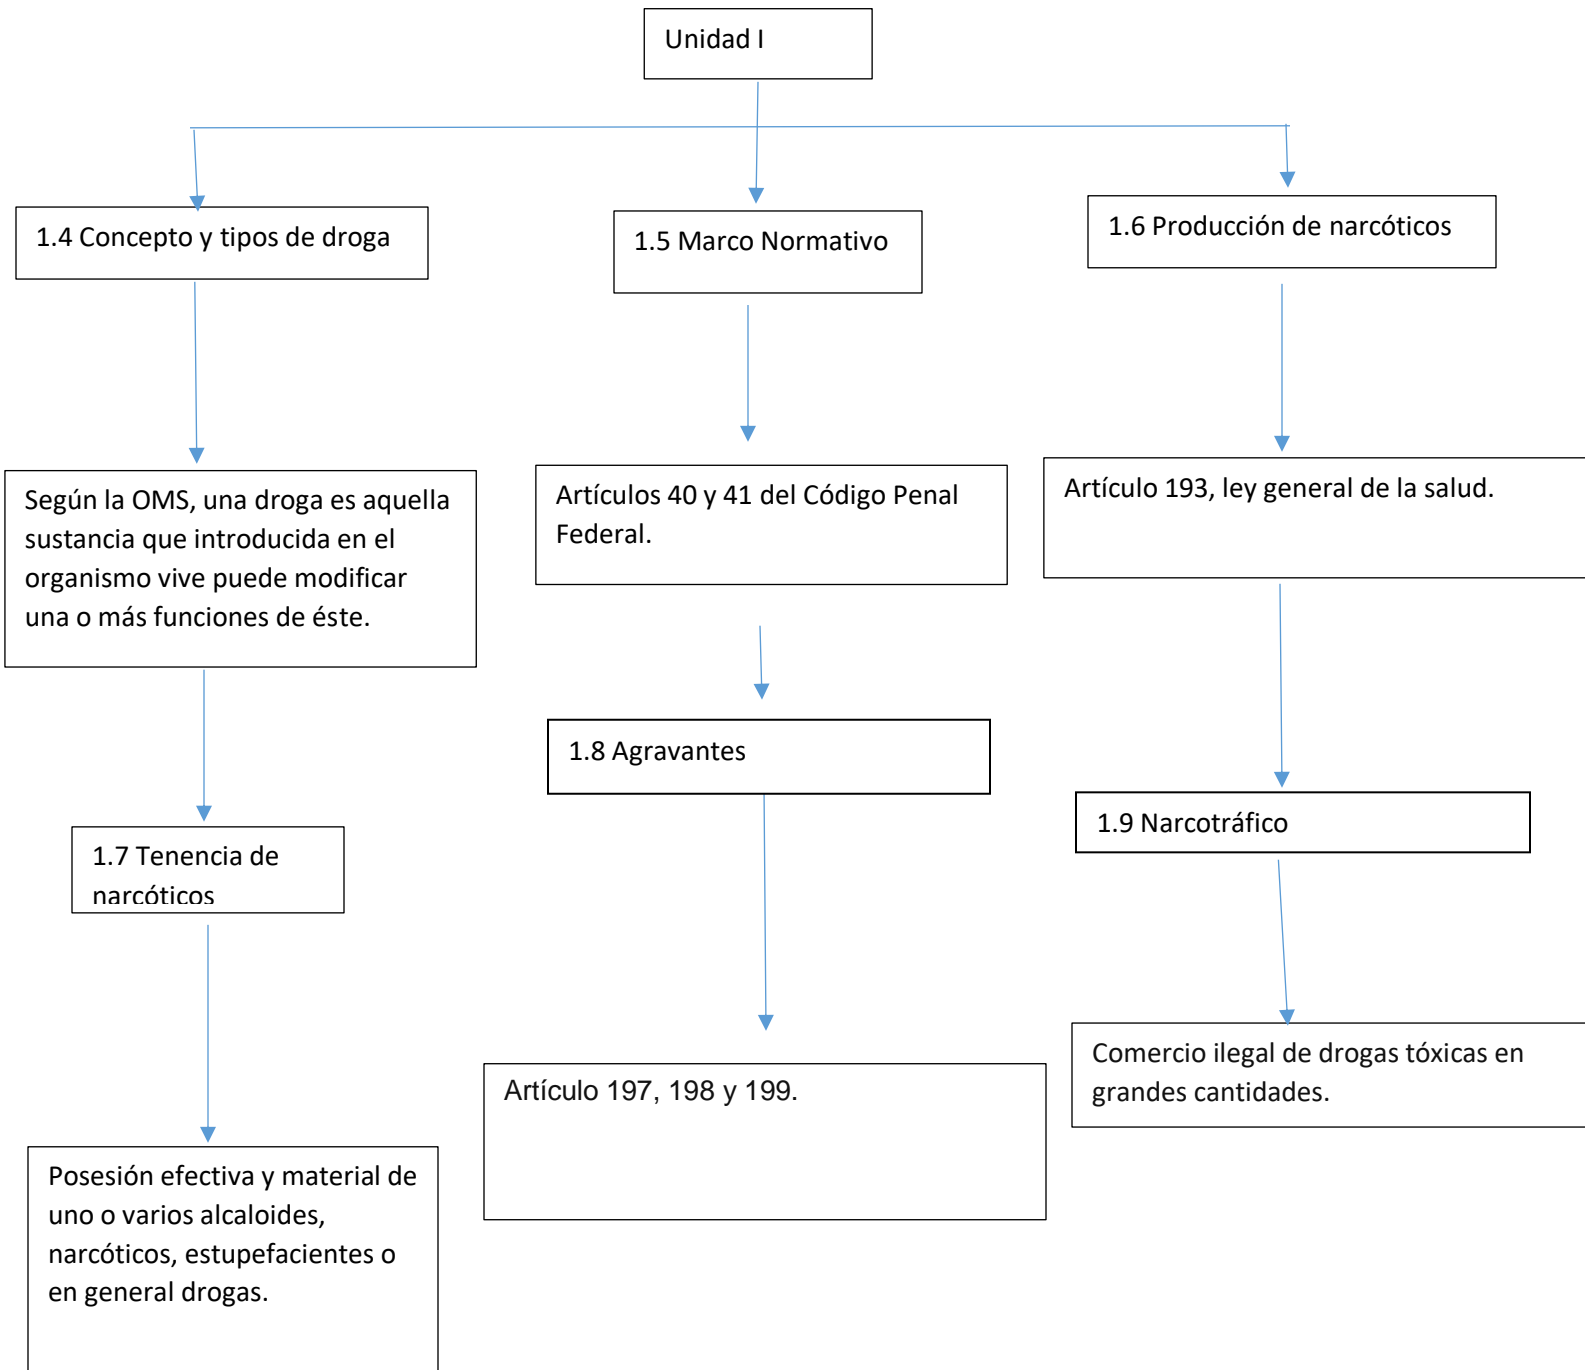 Unidad I
1.4 Concepto y tipos de droga
1.5 Marco Normativo
1.6 Producción de narcóticos
Según la OMS, una droga es aquella
sustancia que introducida en el
organismo vive puede modificar
una o más funciones de éste.
Artículos 40 y 41 del Código Penal
Federal.
Artículo 193, ley general de la salud.
1.7 Tenencia de
narcóticos
1.8 Agravantes
1.9 Narcotráfico
Posesión efectiva y material de
uno o varios alcaloides,
narcóticos, estupefacientes o
en general drogas.
Artículo 197, 198 y 199.
Comercio ilegal de drogas tóxicas en
grandes cantidades.